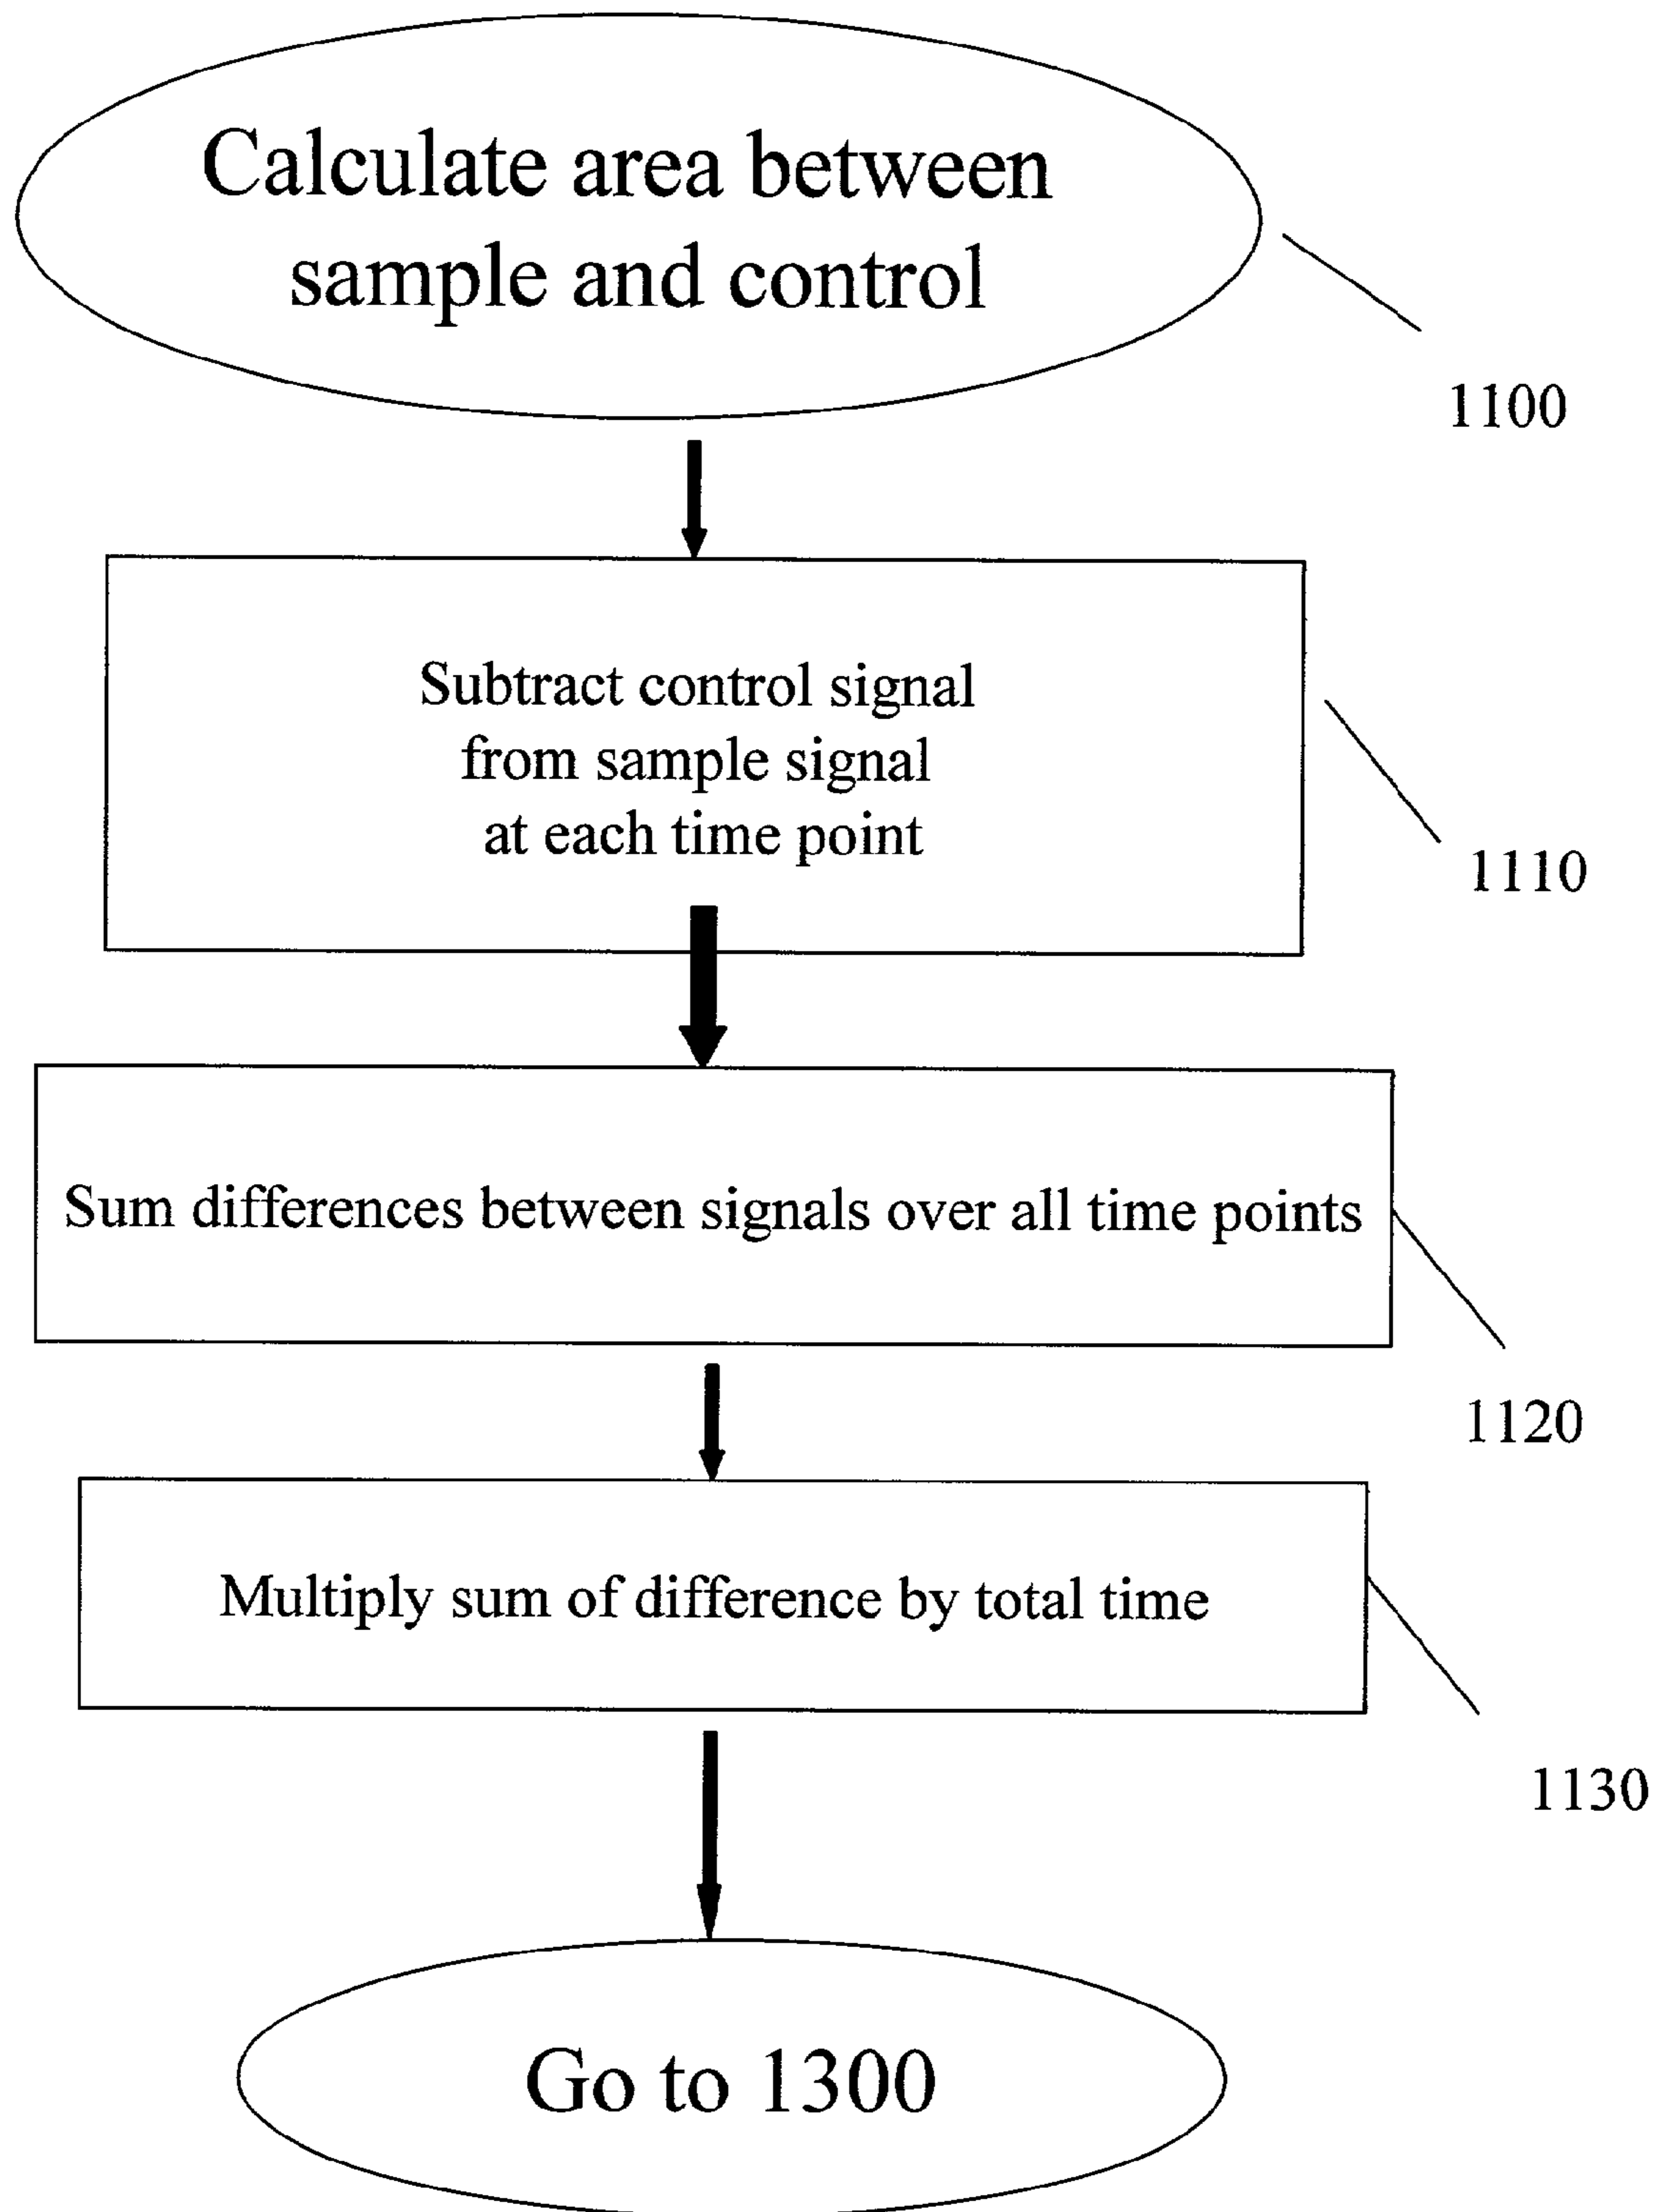 Calculate area between
sample and control
1100
Subtract control signal
from sample signal
at each time point
1110
Sum differences between signals over all time points
1120
Multiply sum of difference by total time
1130
Go to 1300